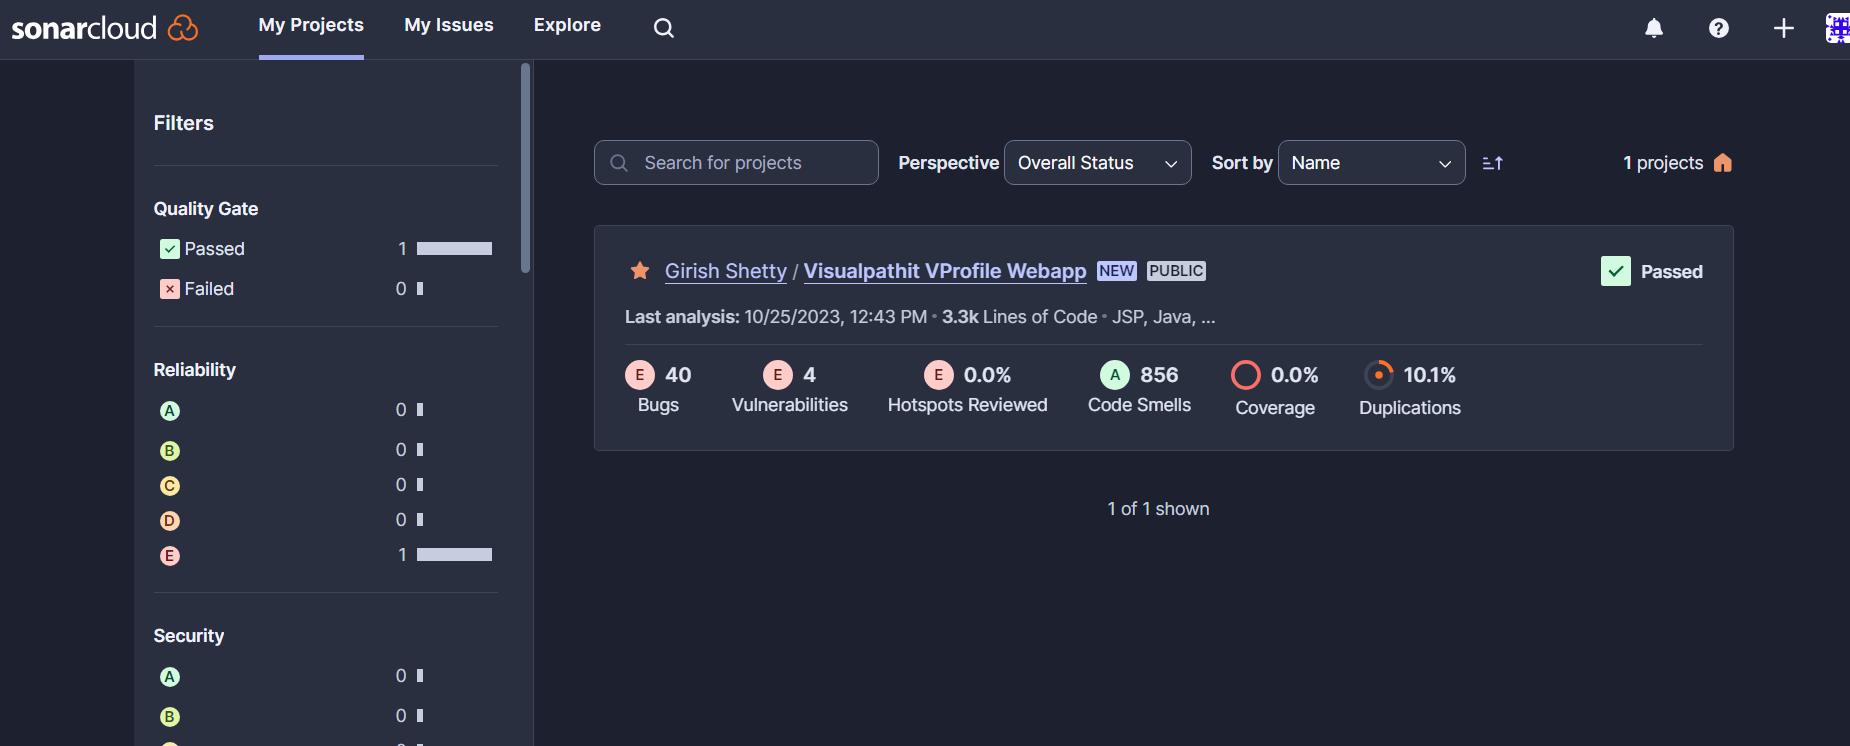 sonarcloud My Projects My Issues Explore
Filters
Quality Gate
Passed 1
Failed 0
Reliability
A 0
B 0
C 0
D 0
E 1
Security
A 0
B 0
Search for projects Perspective Overall Status Sort by Name 1 projects
Girish Shetty / Visualpathit VProfile Webapp NEW PUBLIC Passed
Last analysis: 10/25/2023, 12:43 PM • 3.3k Lines of Code • JSP, Java, ...
E 40 E 4 E 0.0% A 856 0.0% 10.1%
Bugs Vulnerabilities Hotspots Reviewed Code Smells Coverage Duplications
1 of 1 shown